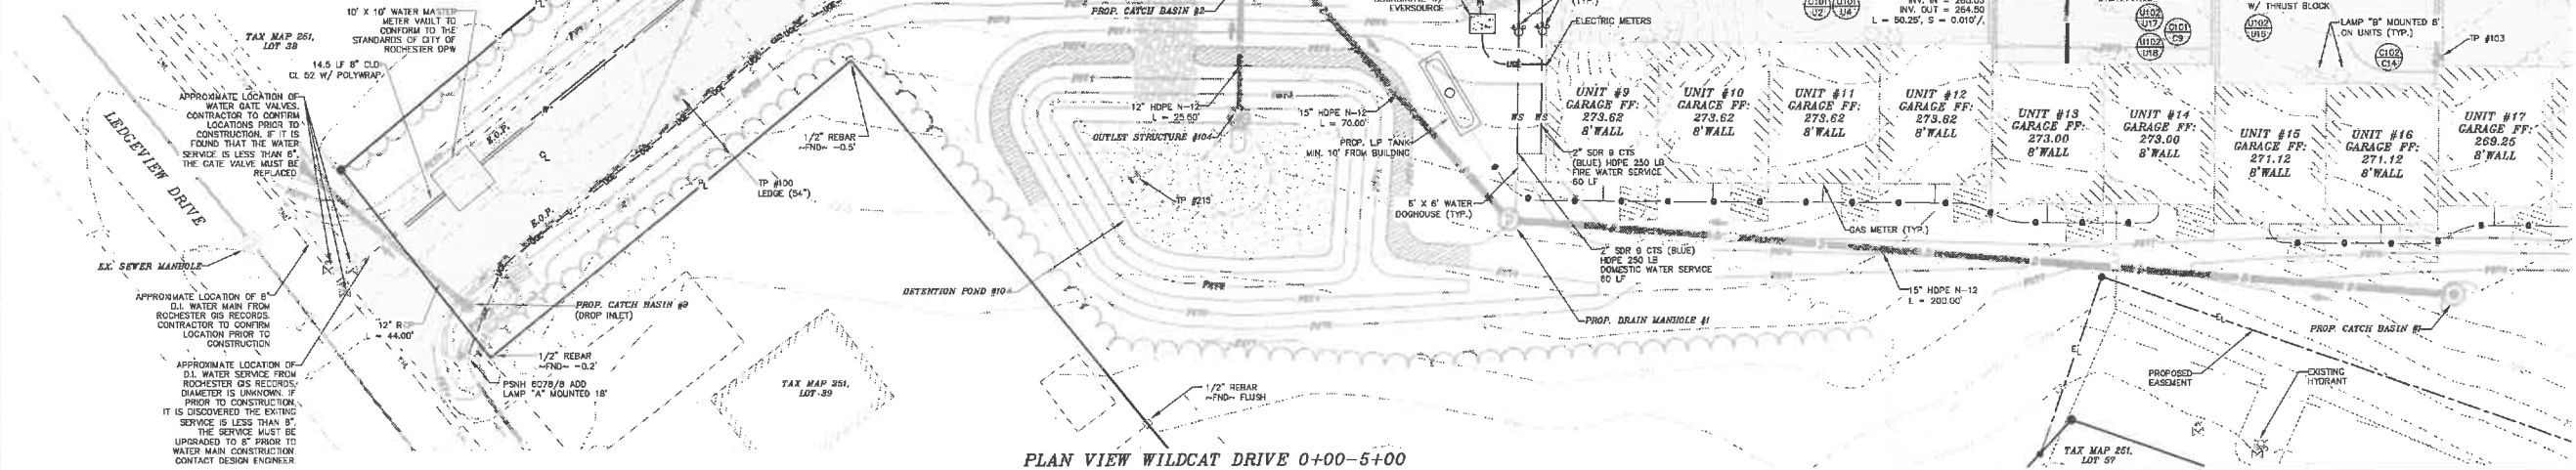 10' X 10' WATER MASTER
METER VAULT TO
CONFORM TO THE
STANDARDS OF CITY OF
ROCHESTER DPW
TAX MAP 251,
LOT 38
14.5 LF 8" CLD
CL 52 W/ POLYWRAP
APPROXIMATE LOCATION OF
WATER GATE VALVES.
CONTRACTOR TO CONFIRM
LOCATIONS PRIOR TO
CONSTRUCTION. IF IT IS
FOUND THAT THE WATER
SERVICE IS LESS THAN 8",
THE GATE VALVE MUST BE
REPLACED
LEDGEVIEW DRIVE
EX. SEWER MANHOLE
APPROXIMATE LOCATION OF 8"
D.I. WATER MAIN FROM
ROCHESTER GIS RECORDS.
CONTRACTOR TO CONFIRM
LOCATION PRIOR TO
CONSTRUCTION
APPROXIMATE LOCATION OF
D.I. WATER SERVICE FROM
ROCHESTER GIS RECORDS.
DIAMETER IS UNKNOWN. IF
PRIOR TO CONSTRUCTION,
IT IS DISCOVERED THE EXITING
SERVICE IS LESS THAN 8",
THE SERVICE MUST BE
UPGRADED TO 8" PRIOR TO
WATER MAIN CONSTRUCTION.
CONTACT DESIGN ENGINEER
12" RCP
L = 44.00'
E.O.P.
E.O.P.
PROP. CATCH BASIN #9
(DROP INLET)
1/2" REBAR
~FND~ -0.2'
PSNH 6078/8 ADD
LAMP "A" MOUNTED 18'
TP #100
LEDGE (54")
1/2" REBAR
~FND~ -0.5'
TAX MAP 251,
LOT 39
1/2" REBAR
~FND~ FLUSH
DETENTION POND #10
PROP. CATCH BASIN #2
12" HDPE N-12
L = 25.60'
OUTLET STRUCTURE #104
TP #215
15" HDPE N-12
L = 70.00'
PROP. LP TANK
MIN. 10' FROM BUILDING
EVERSOURCE
(TYP.)
ELECTRIC METERS
WS WS
6' X 6' WATER
DOGHOUSE (TYP.)
2" SDR 9 CTS
(BLUE) HDPE 250 LB
FIRE WATER SERVICE
60 LF
2" SDR 9 CTS (BLUE)
HDPE 250 LB
DOMESTIC WATER SERVICE
60 LF
PROP. DRAIN MANHOLE #1
GAS METER (TYP.)
15" HDPE N-12
L = 200.00'
INV. OUT = 264.50
L = 50.25', S = 0.010'/.
U102
U17
C101
C9
U102
U18
W/ THRUST BLOCK
U102
U15
LAMP "B" MOUNTED 8'
ON UNITS (TYP.)
C102
C14
TP #103
UNIT #9
GARAGE FF:
273.62
8'WALL
UNIT #10
GARAGE FF:
273.62
8'WALL
UNIT #11
GARAGE FF:
273.62
8'WALL
UNIT #12
GARAGE FF:
273.62
8'WALL
UNIT #13
GARAGE FF:
273.00
8'WALL
UNIT #14
GARAGE FF:
273.00
8'WALL
UNIT #15
GARAGE FF:
271.12
8'WALL
UNIT #16
GARAGE FF:
271.12
8'WALL
UNIT #17
GARAGE FF:
269.25
8'WALL
PROP. CATCH BASIN #1
PROPOSED
EASEMENT
EXISTING
HYDRANT
TAX MAP 251,
LOT 57
PLAN VIEW WILDCAT DRIVE 0+00-5+00